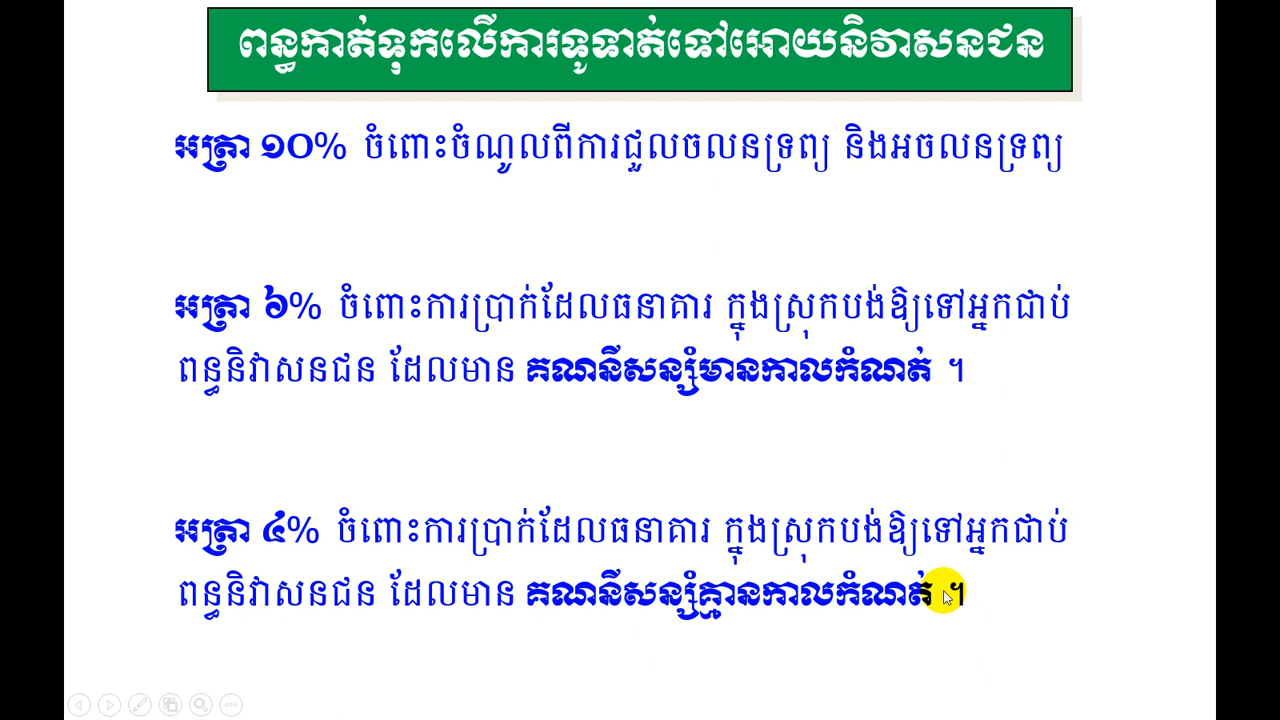 ពន្ធកាត់ទុកលើការទូទាត់ទៅអោយនិវាសនជន
អត្រា ១០% ចំពោះចំណូលពីការជួលចលនទ្រព្យ និងអចលនទ្រព្យ
អត្រា ៦% ចំពោះការប្រាក់ដែលធនាគារ ក្នុងស្រុកបង់ឱ្យទៅអ្នកជាប់
ពន្ធនិវាសនជន ដែលមាន គណនីសន្សំមានកាលកំណត់ ។
អត្រា ៤% ចំពោះការប្រាក់ដែលធនាគារ ក្នុងស្រុកបង់ឱ្យទៅអ្នកជាប់
ពន្ធនិវាសនជន ដែលមាន គណនីសន្សំគ្មានកាលកំណត់ ។